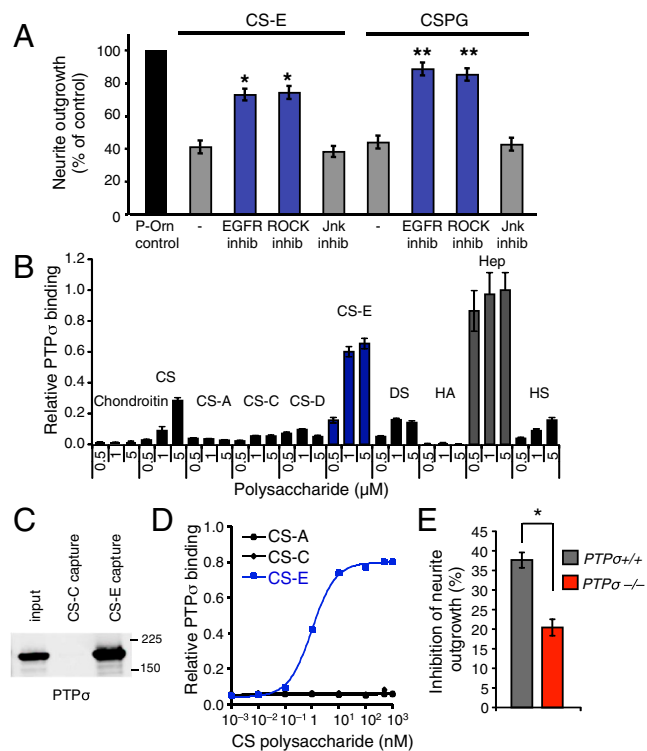 A
CS-E CSPG
Neurite outgrowth
(% of control)
100
80
60
40
20
0
* * ** **
P-Orn control - EGFR inhib ROCK inhib Jnk inhib - EGFR inhib ROCK inhib Jnk inhib
B
Relative PTPσ binding
1.2
1.0
0.8
0.6
0.4
0.2
0.0
Chondroitin CS CS-A CS-C CS-D CS-E DS HA Hep HS
0.5 1 5 0.5 1 5 0.5 1 5 0.5 1 5 0.5 1 5 0.5 1 5 0.5 1 5 0.5 1 5 0.5 1 5 0.5 1 5
Polysaccharide (μM)
C
input
CS-C capture
CS-E capture
225
150
PTPσ
D
Relative PTPσ binding
0.8
0.6
0.4
0.2
0.0
CS-A
CS-C
CS-E
10⁻³ 10⁻² 10⁻¹ 1 10¹ 10² 10³
CS polysaccharide (nM)
E
Inhibition of neurite
outgrowth (%)
45
40
35
30
25
20
15
10
5
0
*
PTPσ+/+
PTPσ −/−